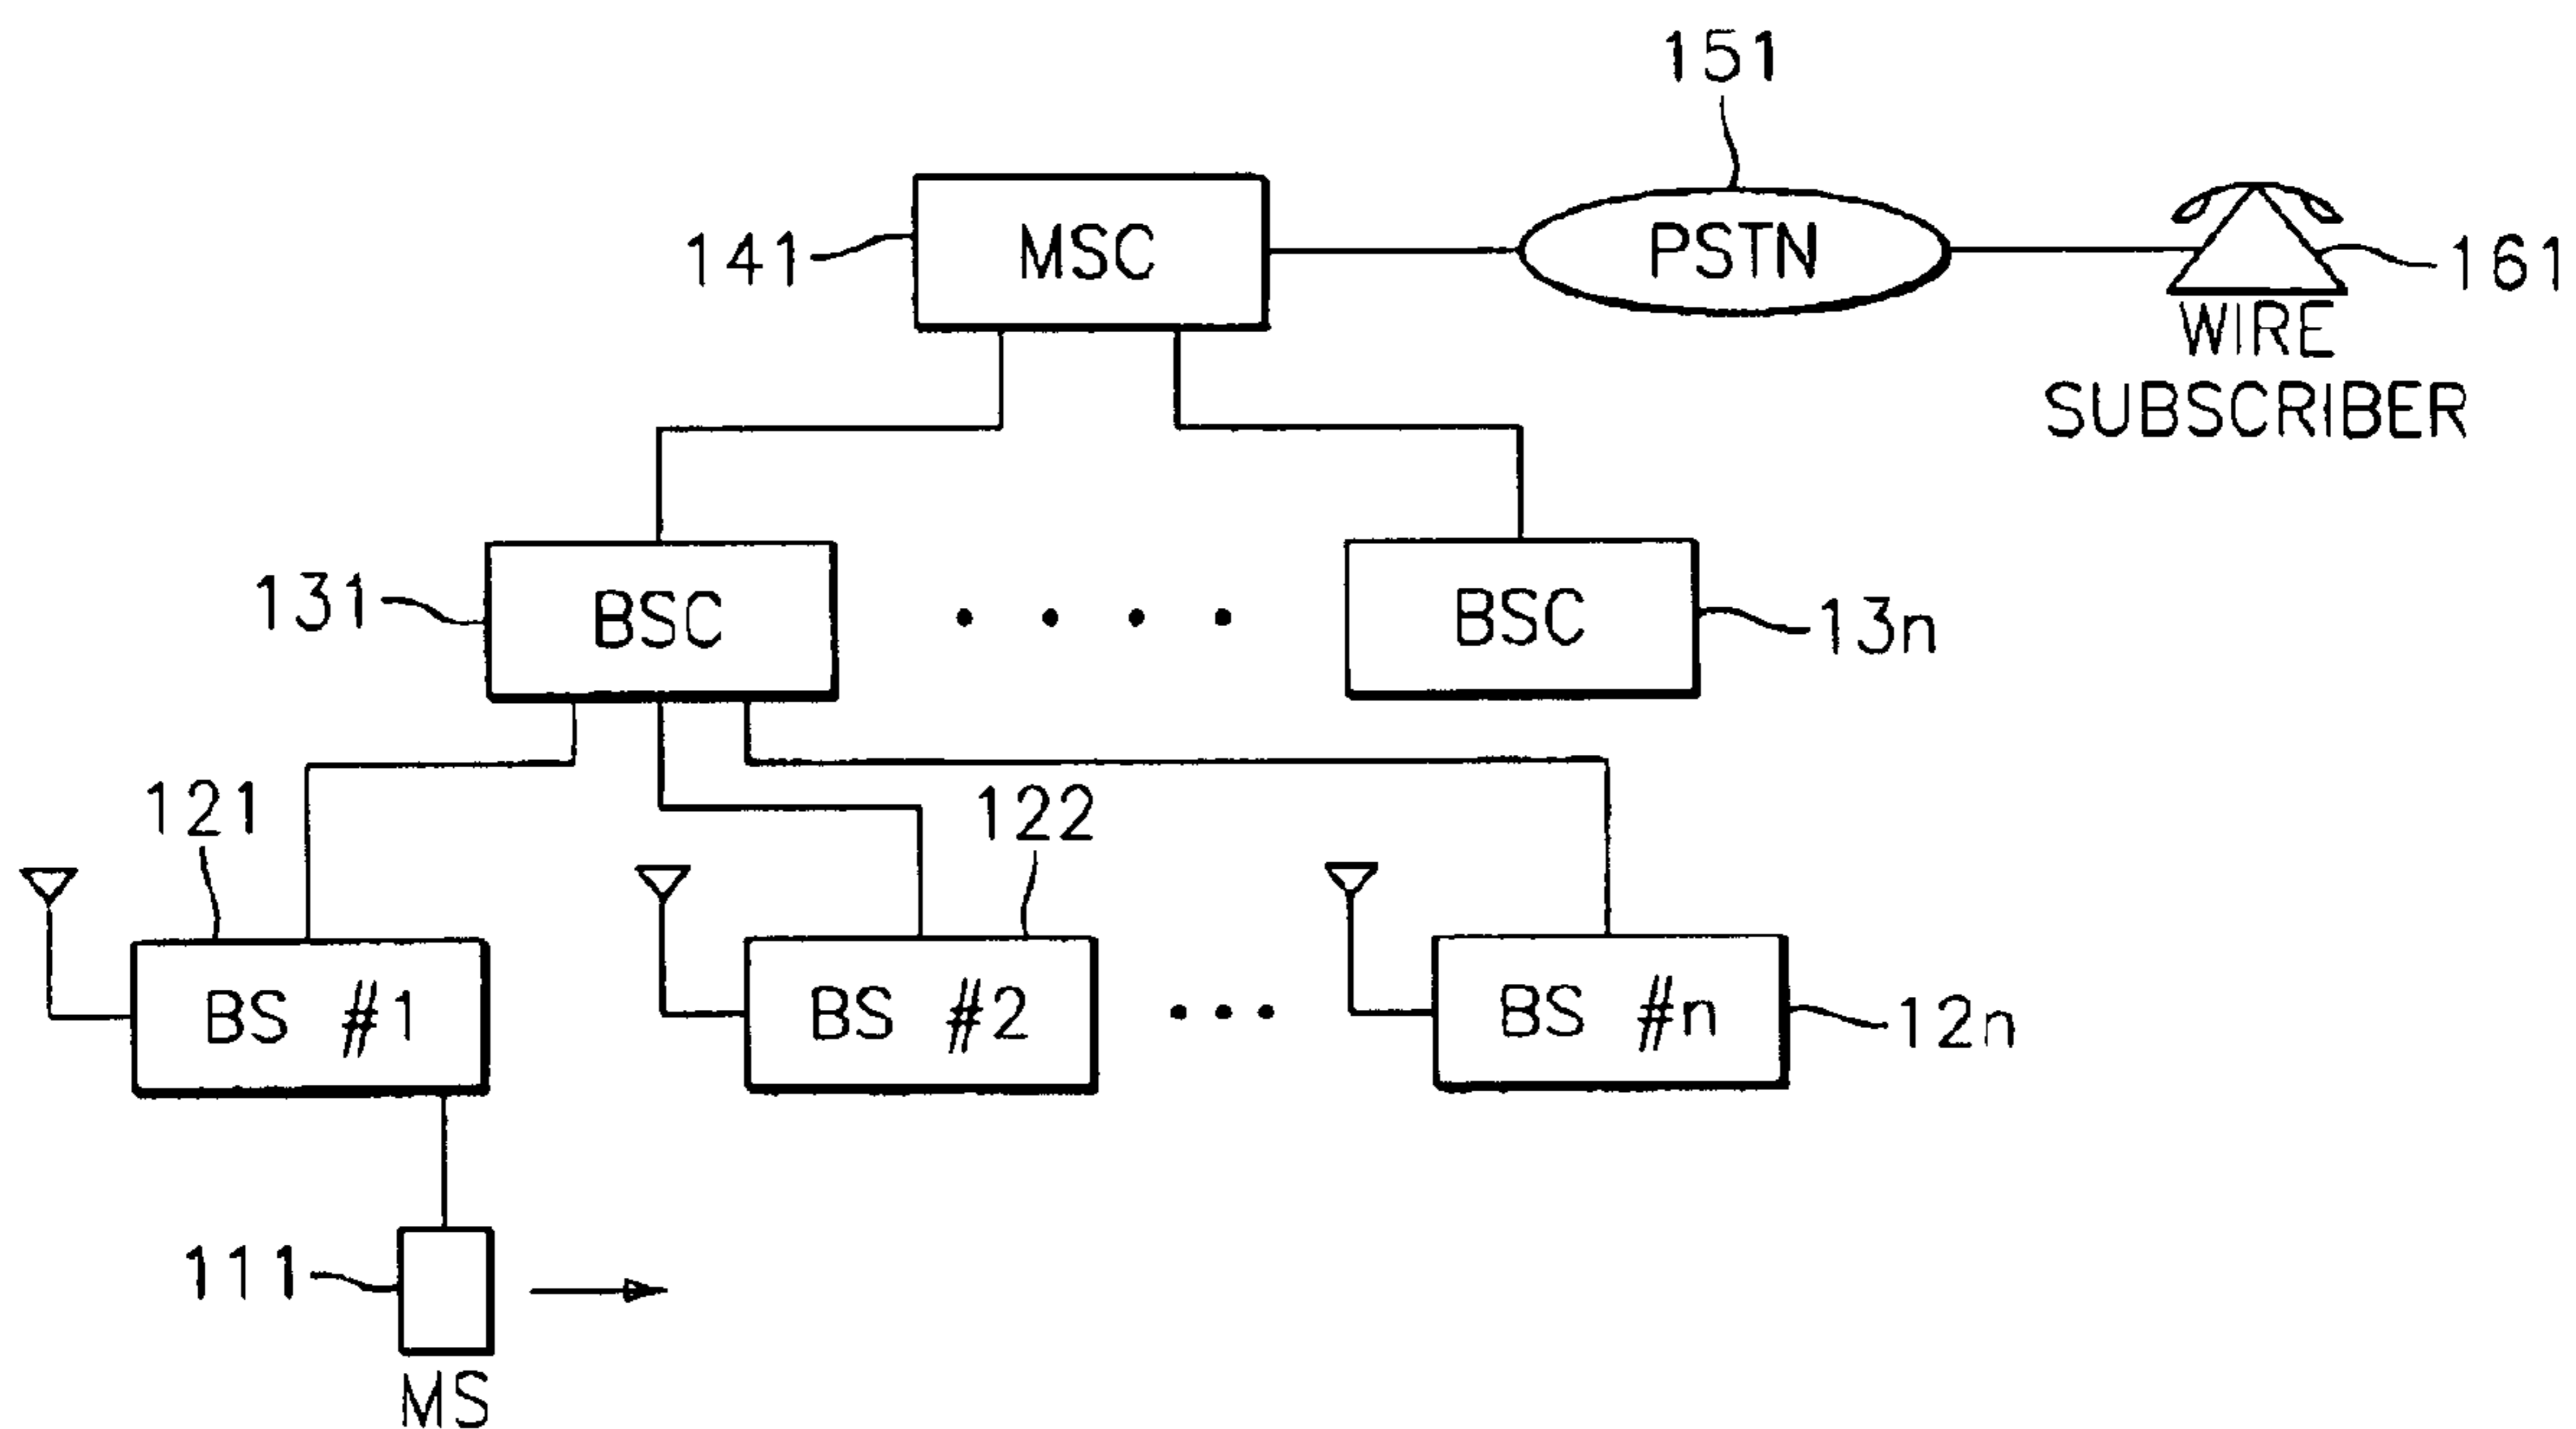 151
141
MSC
PSTN
161
WIRE
SUBSCRIBER
131
BSC
BSC
13n
121
122
BS #1
BS #2
BS #n
12n
111
MS